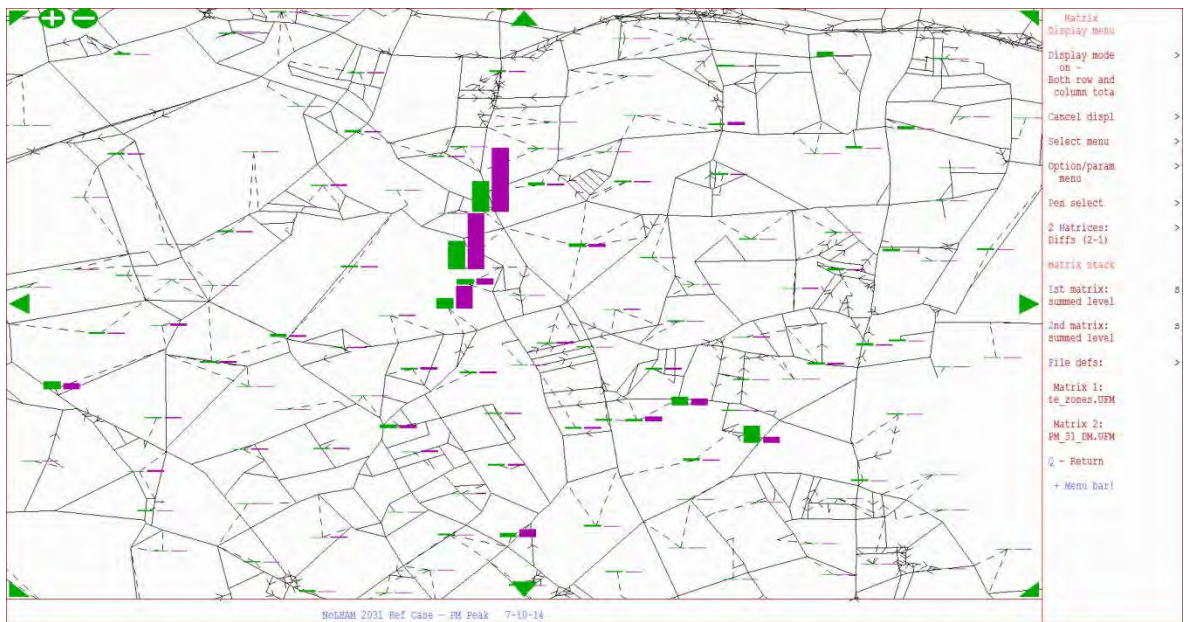 Matrix
Display menu
Display mode >
on -
Both row and
column tota
Cancel displ >
Select menu >
Option/param >
menu
Pen select >
2 Matrices: >
Diffs (2-1)
matrix stack
1st matrix: s
summed level
2nd matrix: s
summed level
File defs: >
Matrix 1:
te_zones.UFM
Matrix 2:
PM_31_DM.UFM
Q - Return
+ Menu bar!
NoLHAM 2031 Ref Case - PM Peak 7-10-14